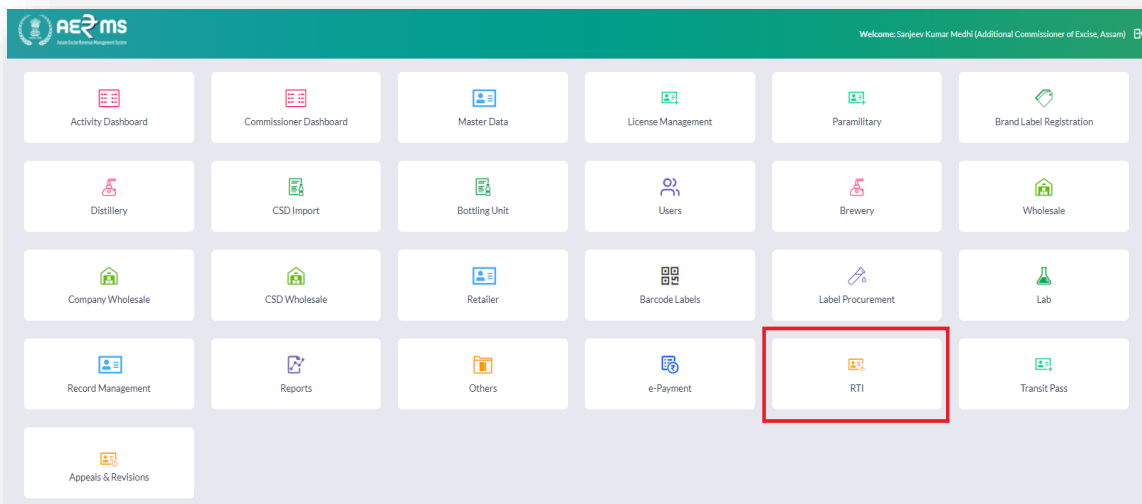 AERMS
Assam Excise Revenue Management System
Welcome: Sanjeev Kumar Medhi (Additional Commissioner of Excise, Assam)
Activity Dashboard
Commissioner Dashboard
Master Data
License Management
Paramilitary
Brand Label Registration
Distillery
CSD Import
Bottling Unit
Users
Brewery
Wholesale
Company Wholesale
CSD Wholesale
Retailer
Barcode Labels
Label Procurement
Lab
Record Management
Reports
Others
e-Payment
RTI
Transit Pass
Appeals & Revisions